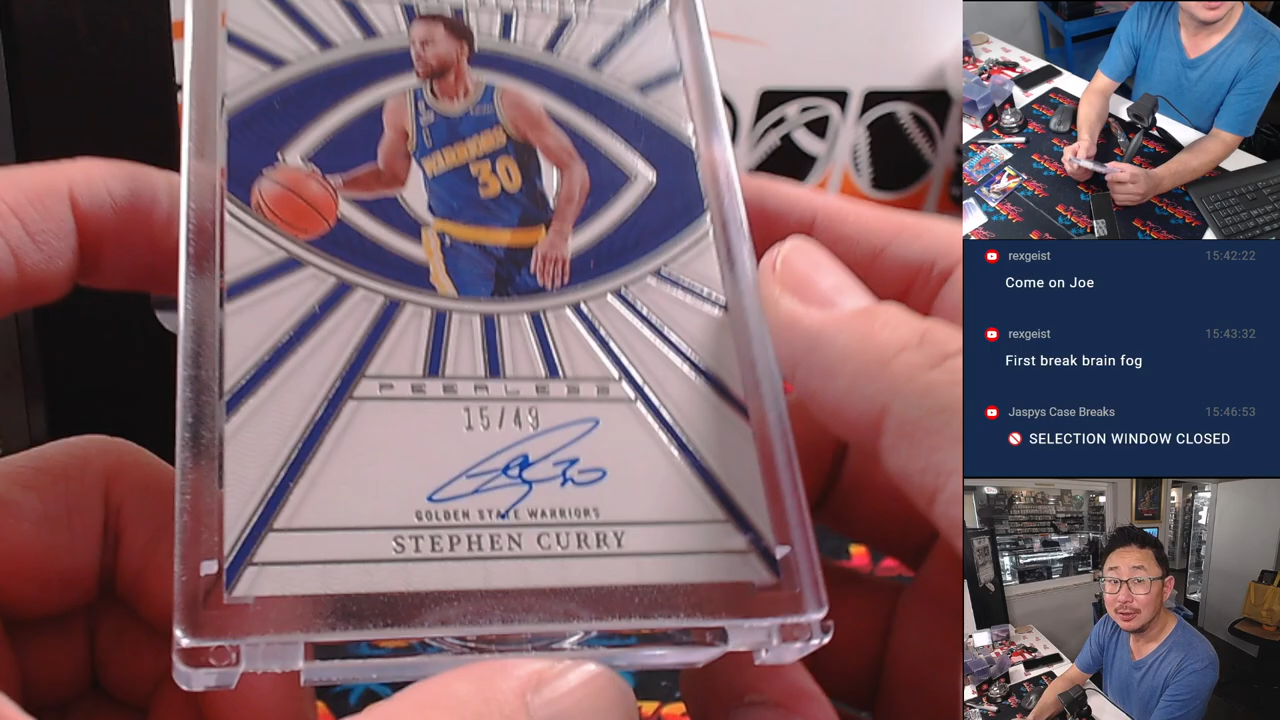 WARRIORS
30
PEERLESS
15/49
GOLDEN STATE WARRIORS
STEPHEN CURRY
rexgeist 15:42:22
Come on Joe
rexgeist 15:43:32
First break brain fog
Jaspys Case Breaks 15:46:53
🚫 SELECTION WINDOW CLOSED